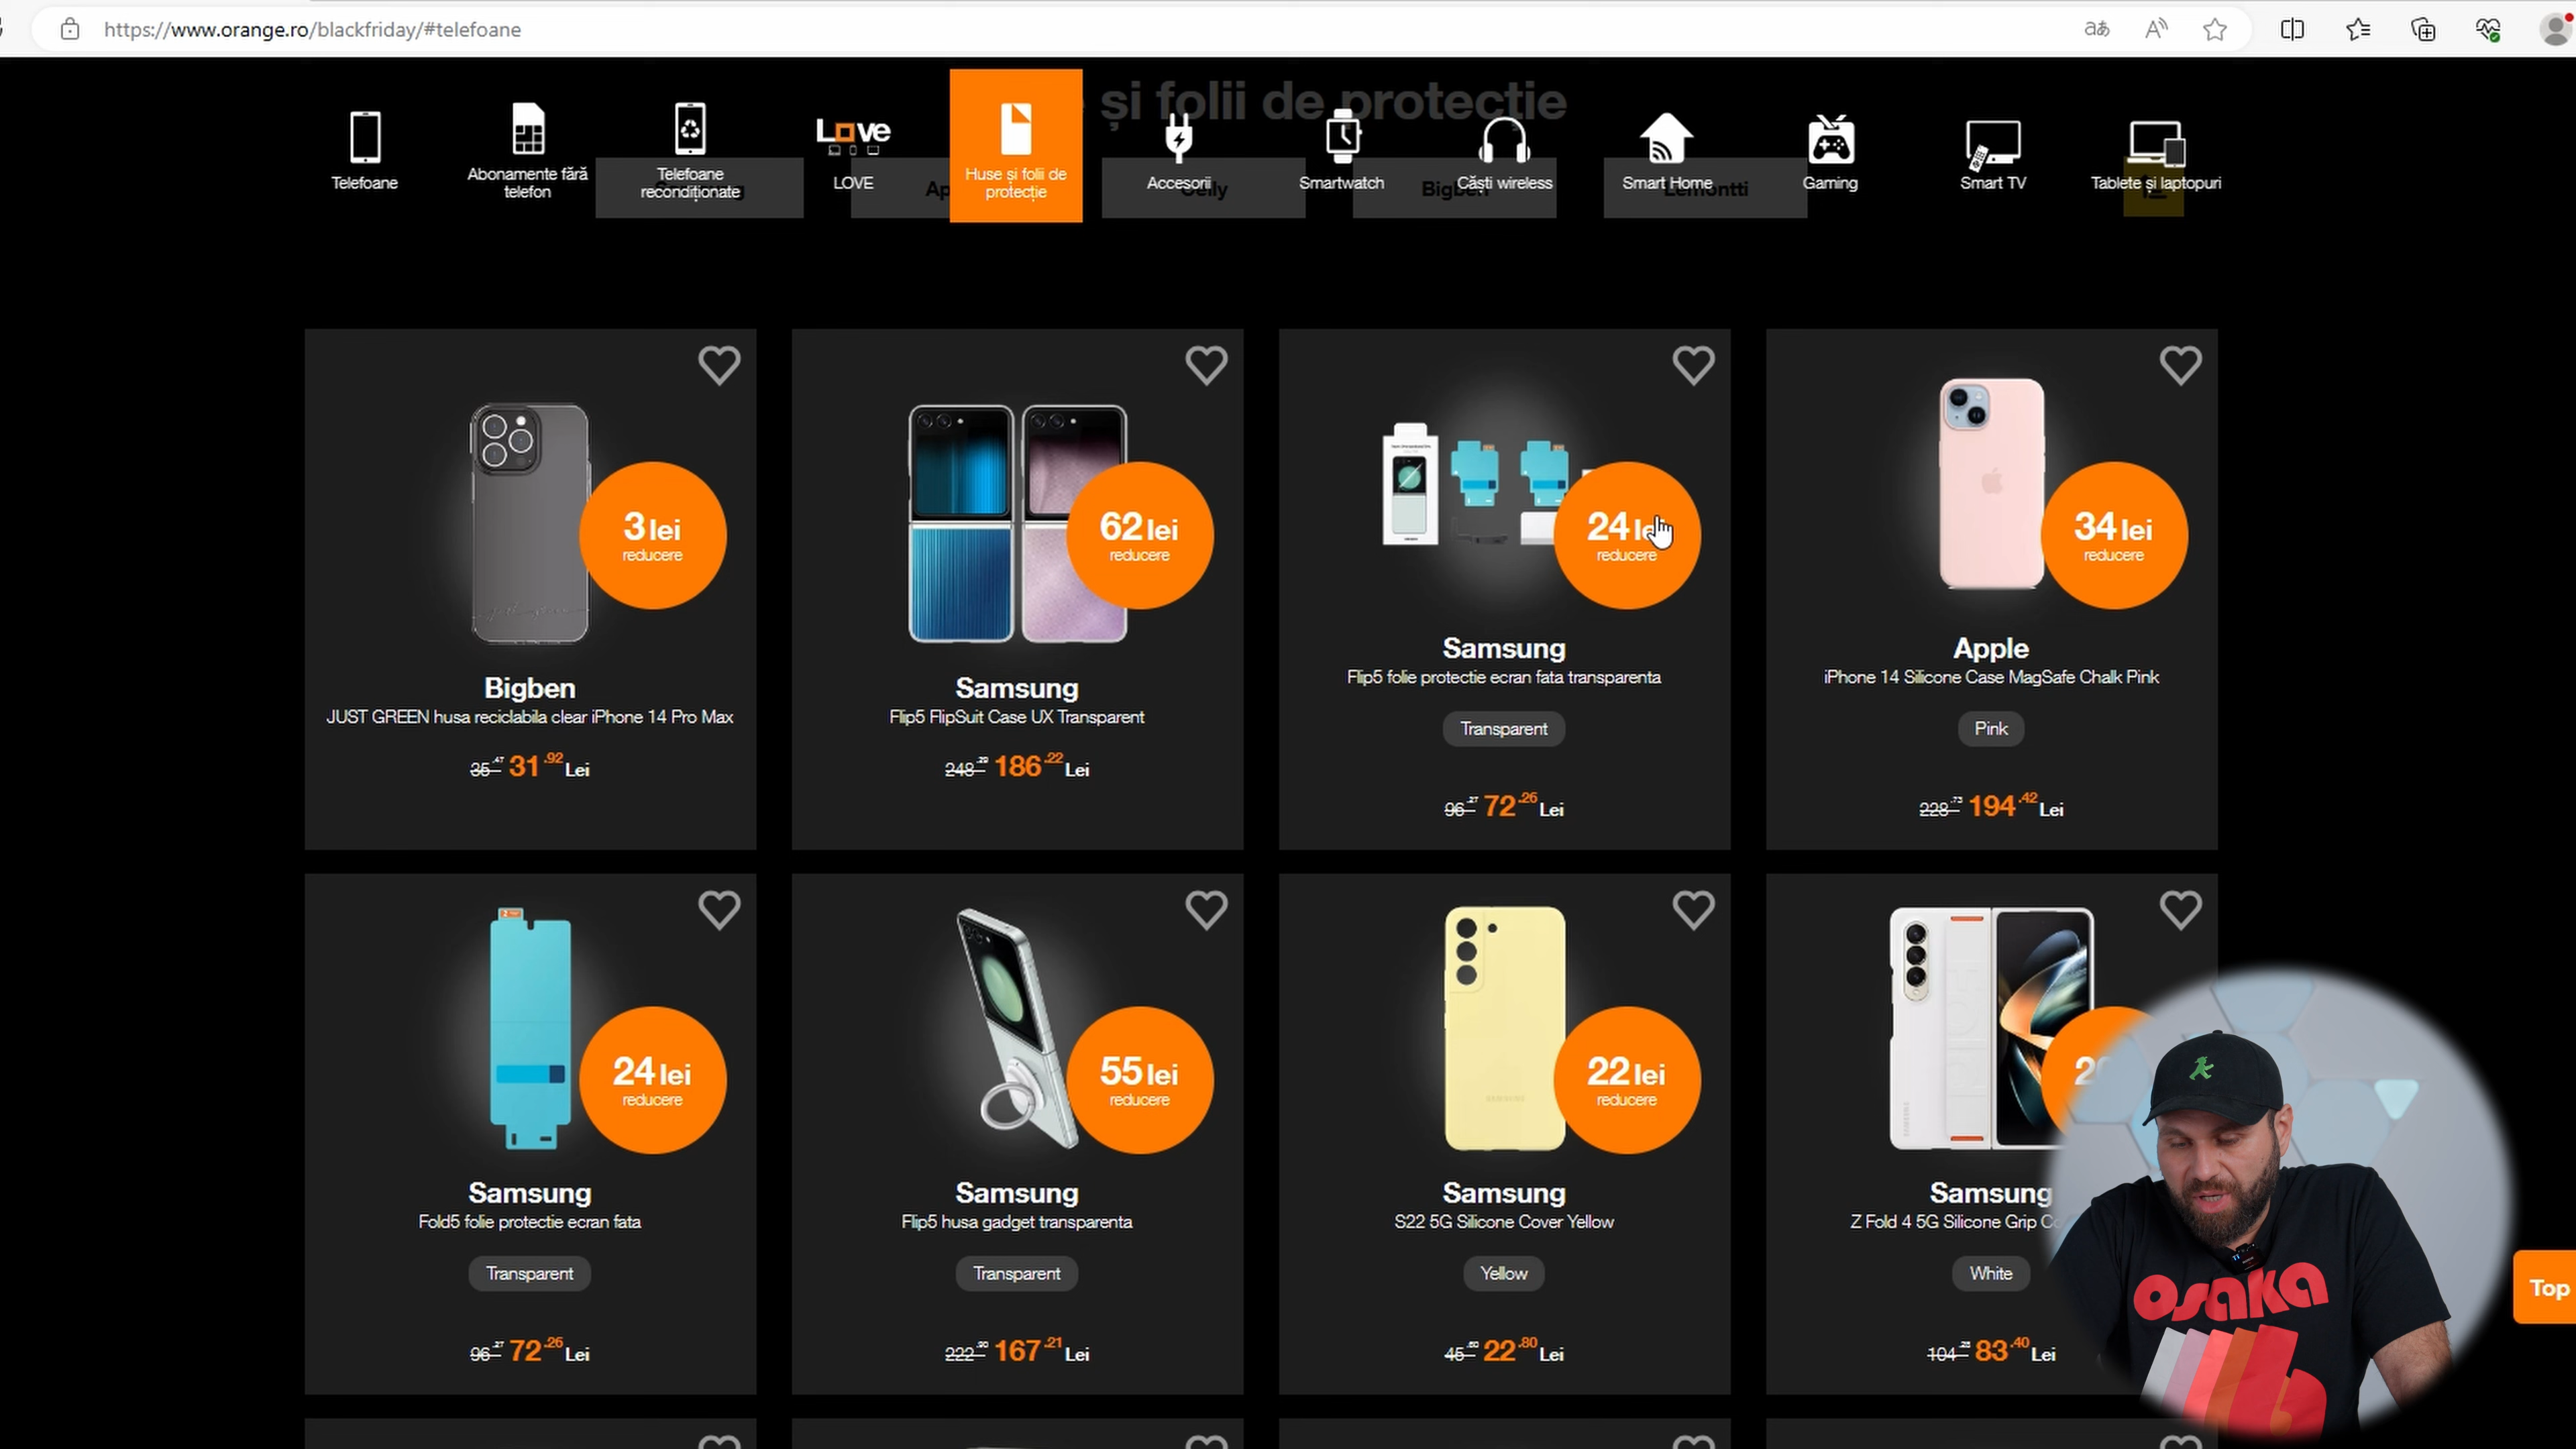 https://www.orange.ro/blackfriday/#telefoane
și folii de protecție
Telefoane
Abonamente fără
telefon
Telefoane
recondiționate
LOVE
LOVE
Huse și folii de
protecție
Accesorii
Smartwatch
Căști wireless
Smart Home
Gaming
Smart TV
Tablete și laptopuri
3 lei
reducere
62 lei
reducere
24 lei
reducere
34 lei
reducere
Bigben
JUST GREEN husa reciclabila clear iPhone 14 Pro Max
35.47 31.92 Lei
Samsung
Flip5 FlipSuit Case UX Transparent
248.29 186.22 Lei
Samsung
Flip5 folie protectie ecran fata transparenta
Transparent
96.27 72.26 Lei
Apple
iPhone 14 Silicone Case MagSafe Chalk Pink
Pink
228.73 194.42 Lei
24 lei
reducere
55 lei
reducere
22 lei
reducere
Samsung
Fold5 folie protectie ecran fata
Transparent
96.27 72.26 Lei
Samsung
Flip5 husa gadget transparenta
Transparent
222.90 167.21 Lei
Samsung
S22 5G Silicone Cover Yellow
Yellow
45.60 22.80 Lei
Samsung
Z Fold 4 5G Silicone Grip
White
104.25 83.40 Lei
Top
osaka